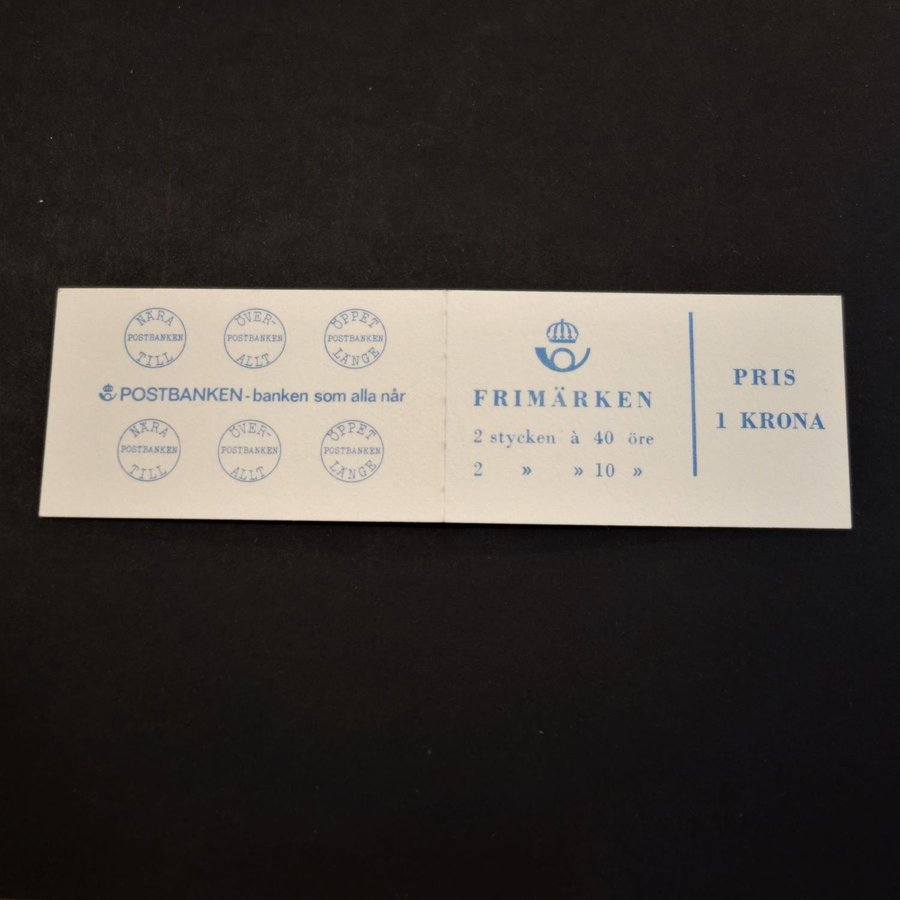 NÄRA
POSTBANKEN
TILL
ÖVER-
POSTBANKEN
ALLT
ÖPPET
POSTBANKEN
LÄNGE
POSTBANKEN - banken som alla når
NÄRA
POSTBANKEN
TILL
ÖVER-
POSTBANKEN
ALLT
ÖPPET
POSTBANKEN
LÄNGE
FRIMÄRKEN
2 stycken à 40 öre
2 » » 10 »
PRIS
1 KRONA